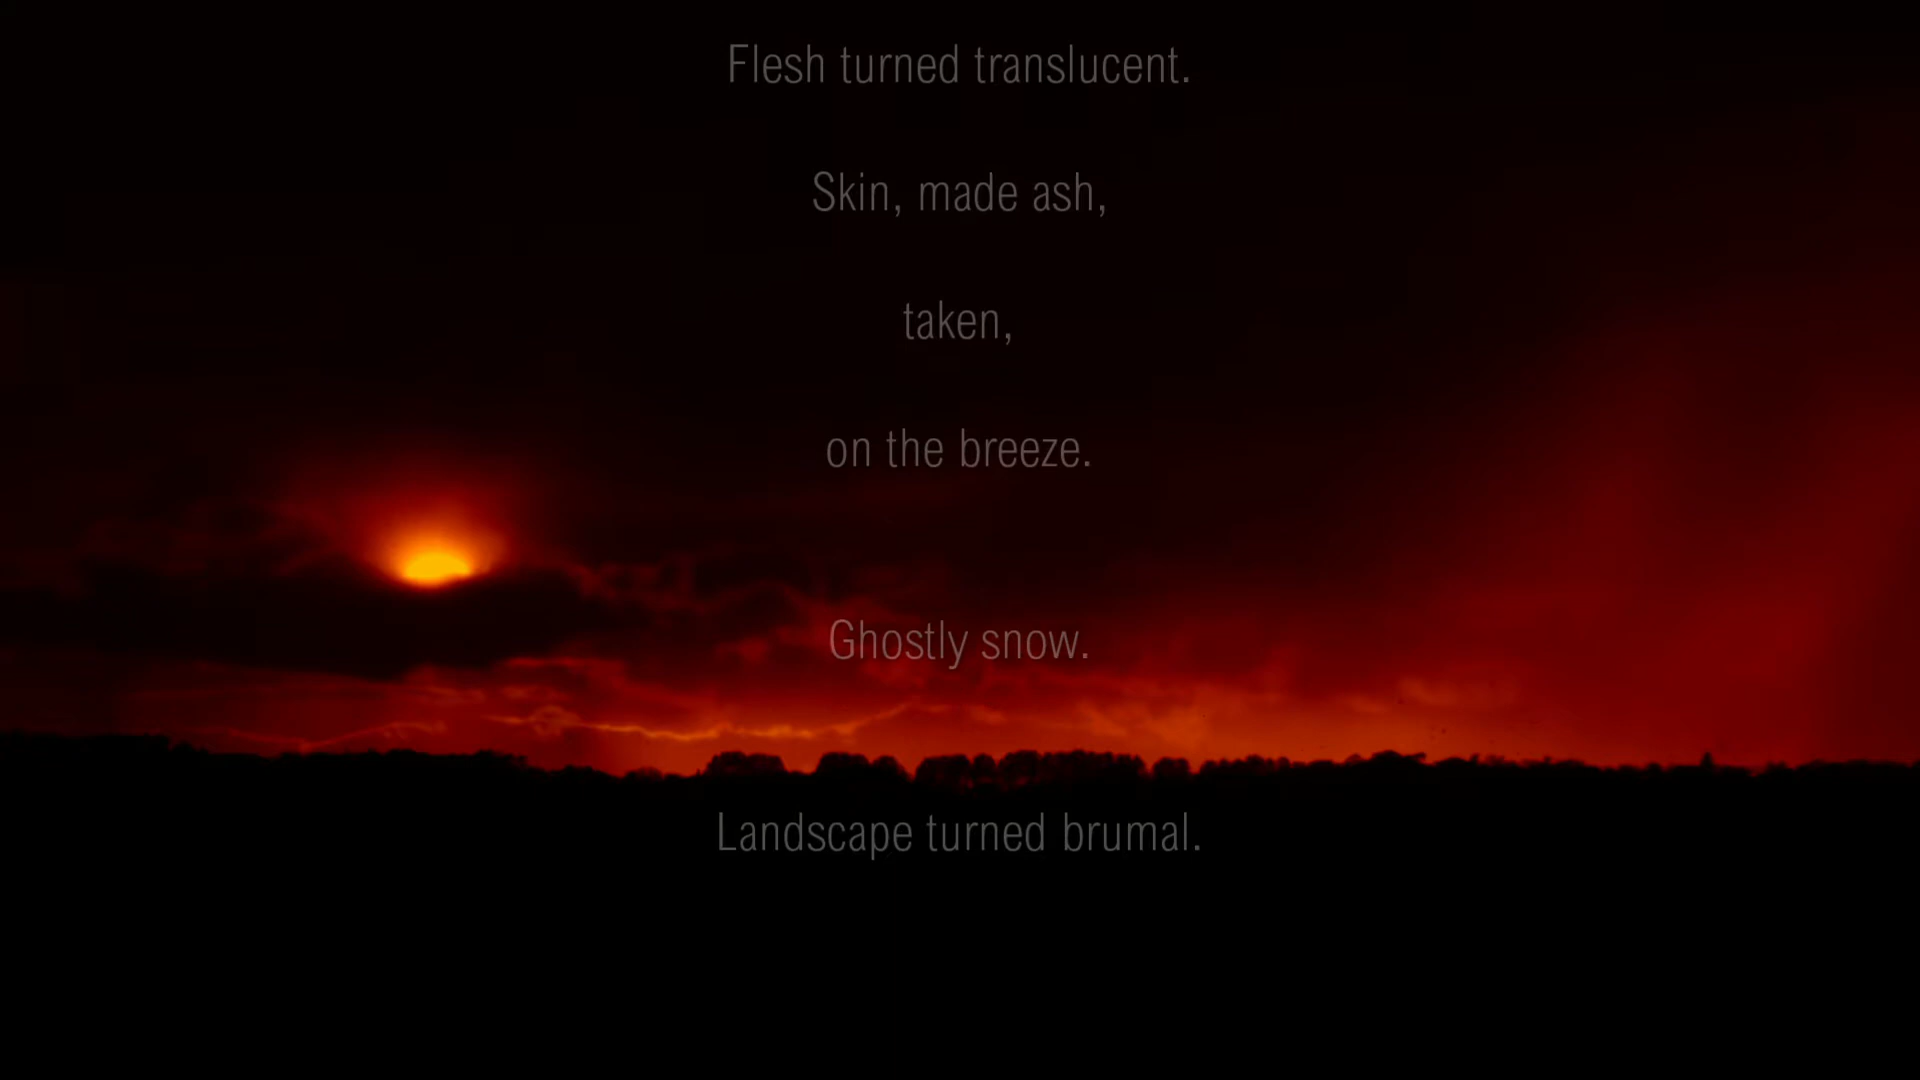 Flesh turned translucent.
Skin, made ash,
taken,
on the breeze.
Ghostly snow.
Landscape turned brumal.